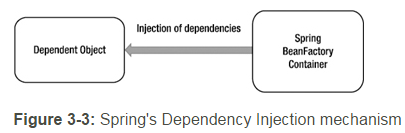 Dependent Object
Injection of dependencies
Spring
BeanFactory
Container
Figure 3-3: Spring's Dependency Injection mechanism